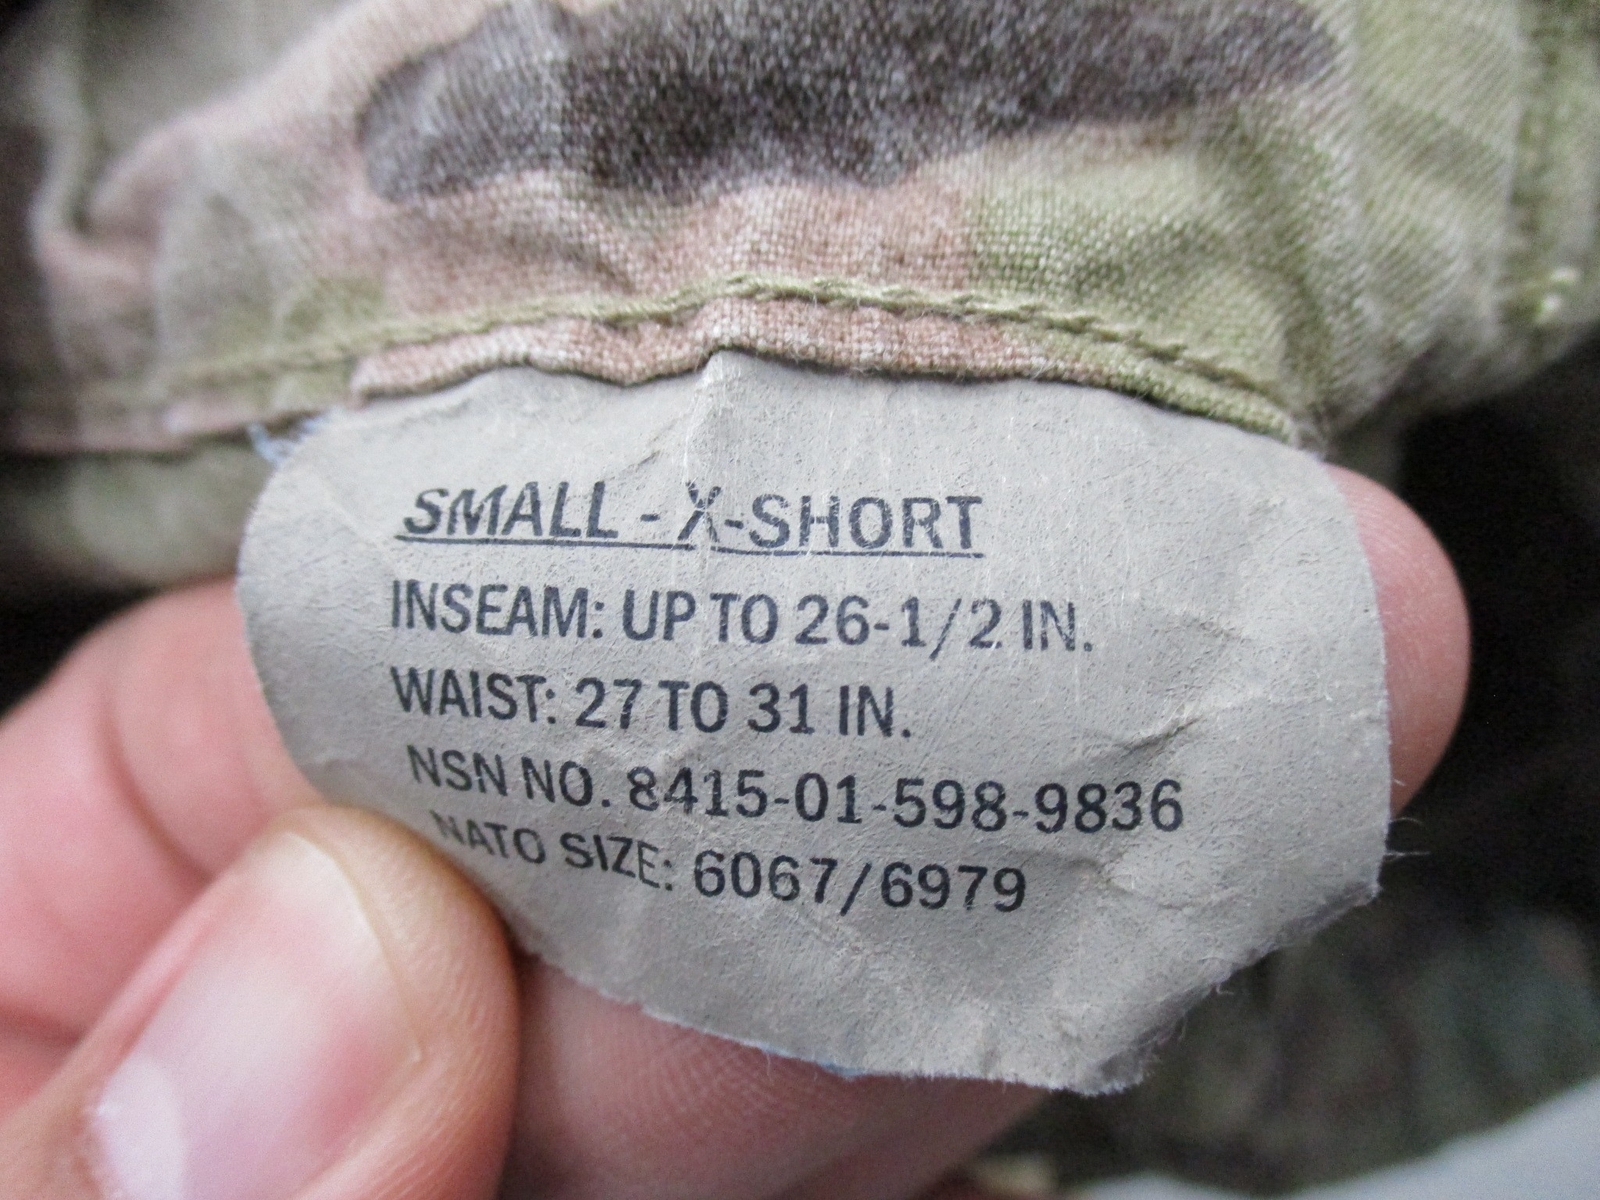 SMALL - X-SHORT
INSEAM: UP TO 26-1/2 IN.
WAIST: 27 TO 31 IN.
NSN NO. 8415-01-598-9836
NATO SIZE: 6067/6979